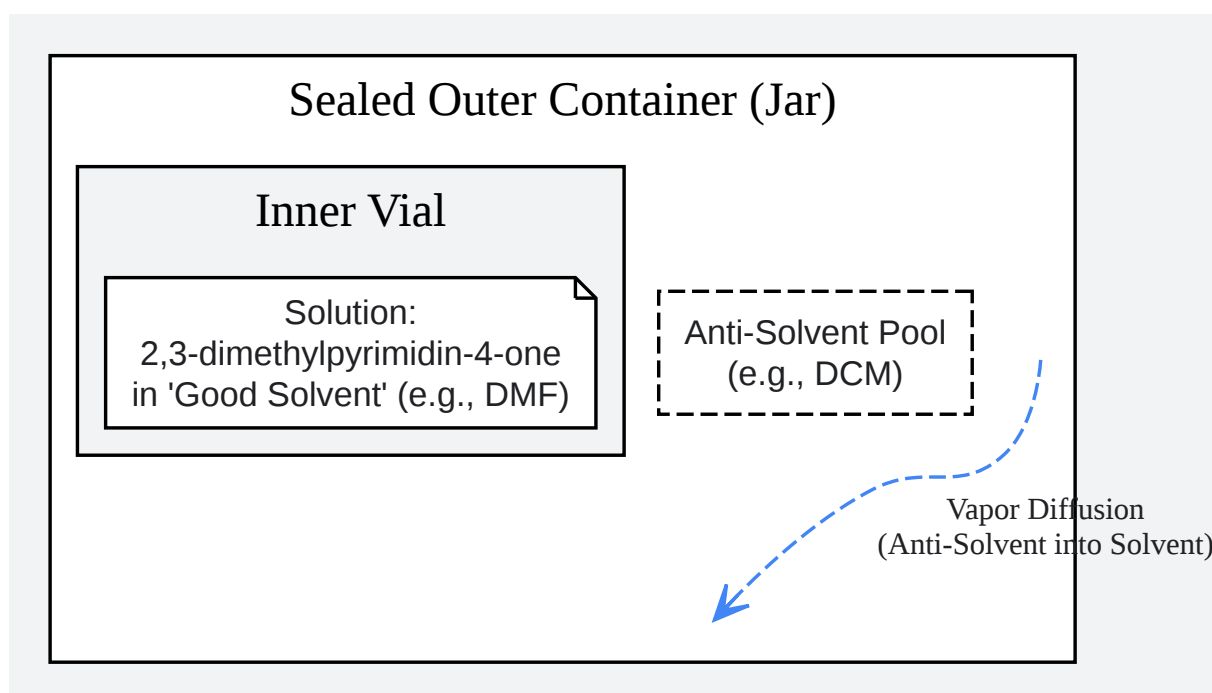 Sealed Outer Container (Jar)
Inner Vial
Solution:
2,3-dimethylpyrimidin-4-one
in 'Good Solvent' (e.g., DMF)
Anti-Solvent Pool
(e.g., DCM)
Vapor Diffusion
(Anti-Solvent into Solvent)